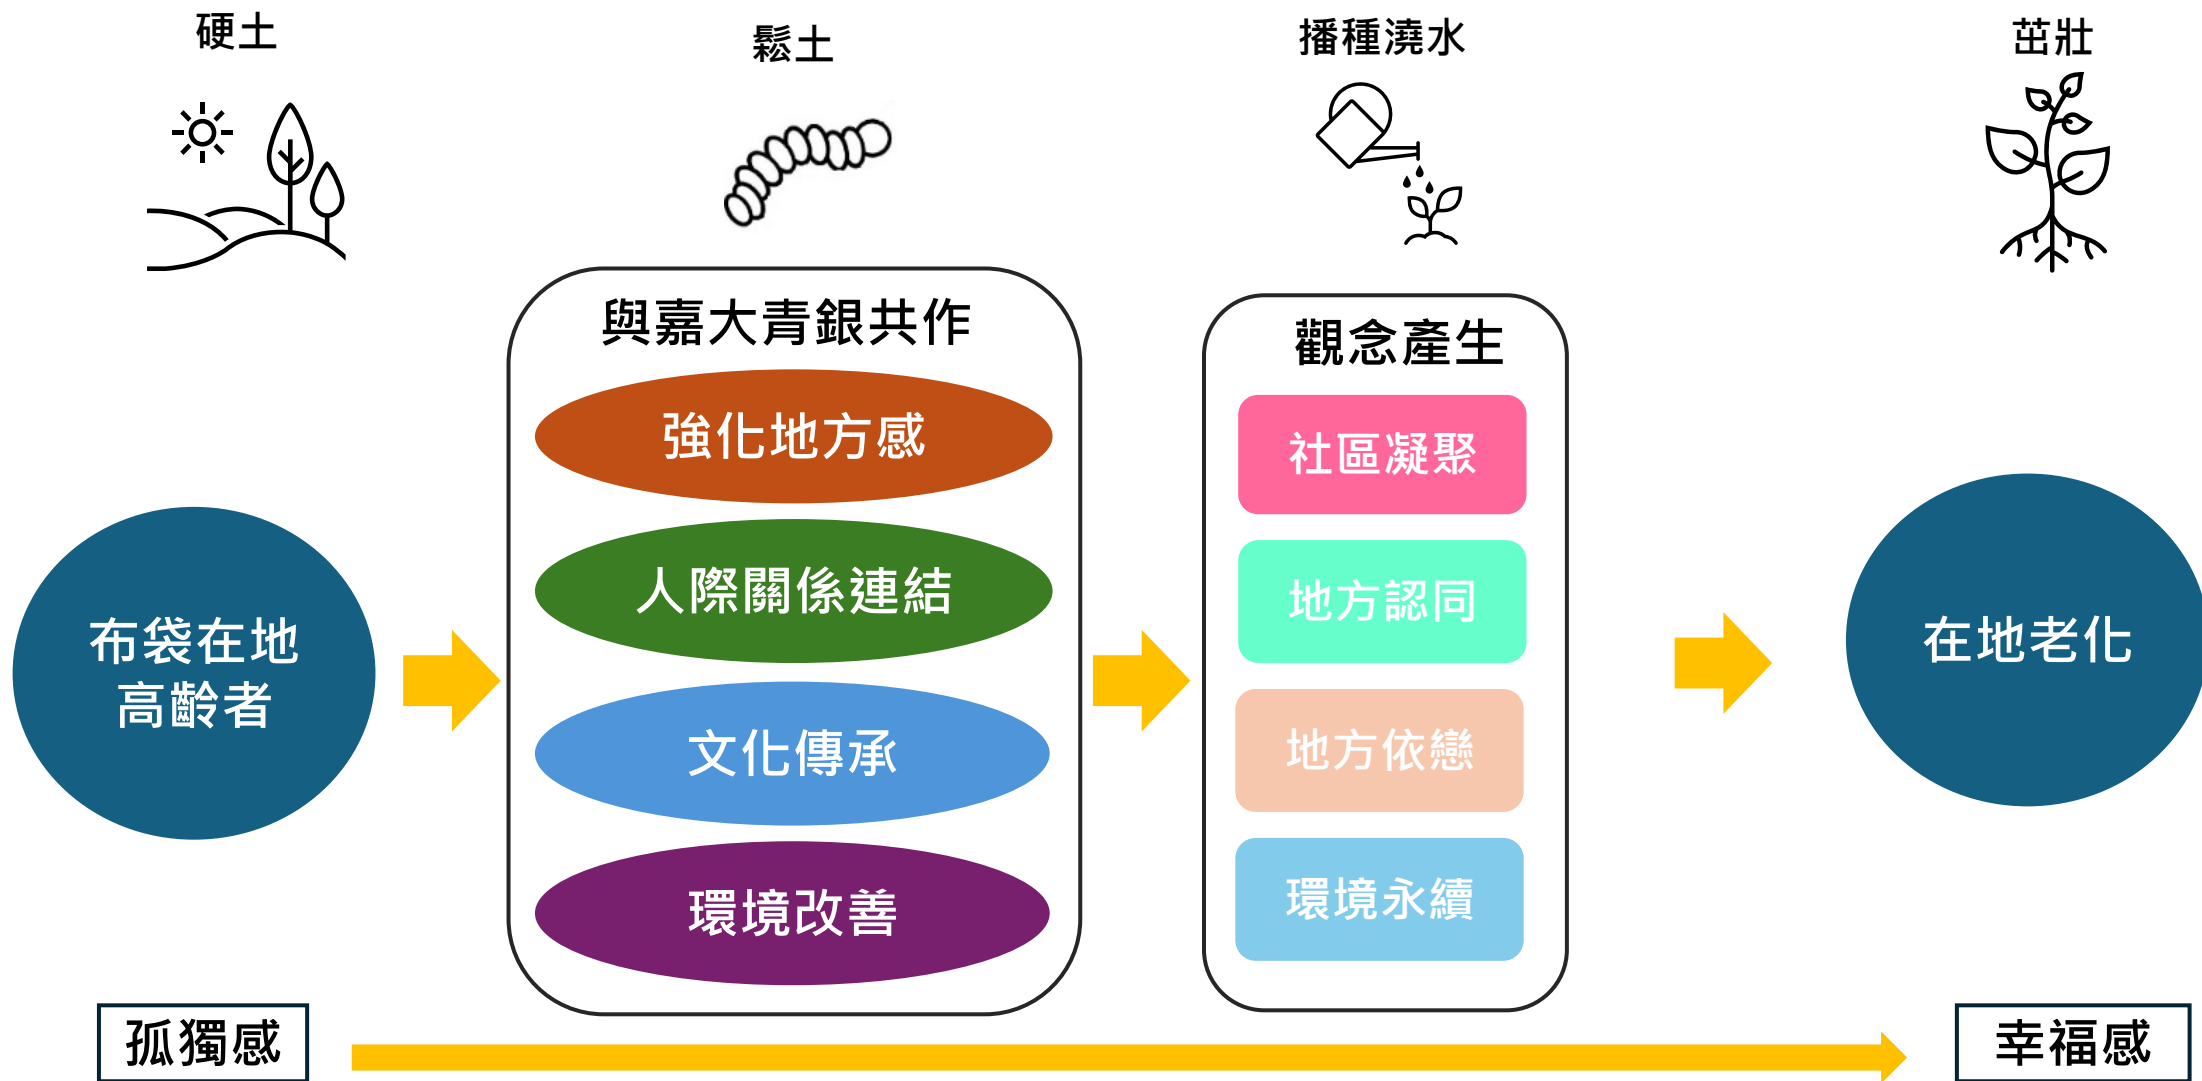 硬土
鬆土
播種澆水
茁壯
與嘉大青銀共作
強化地方感
人際關係連結
文化傳承
環境改善
觀念產生
社區凝聚
地方認同
地方依戀
環境永續
布袋在地
高齡者
在地老化
孤獨感
幸福感